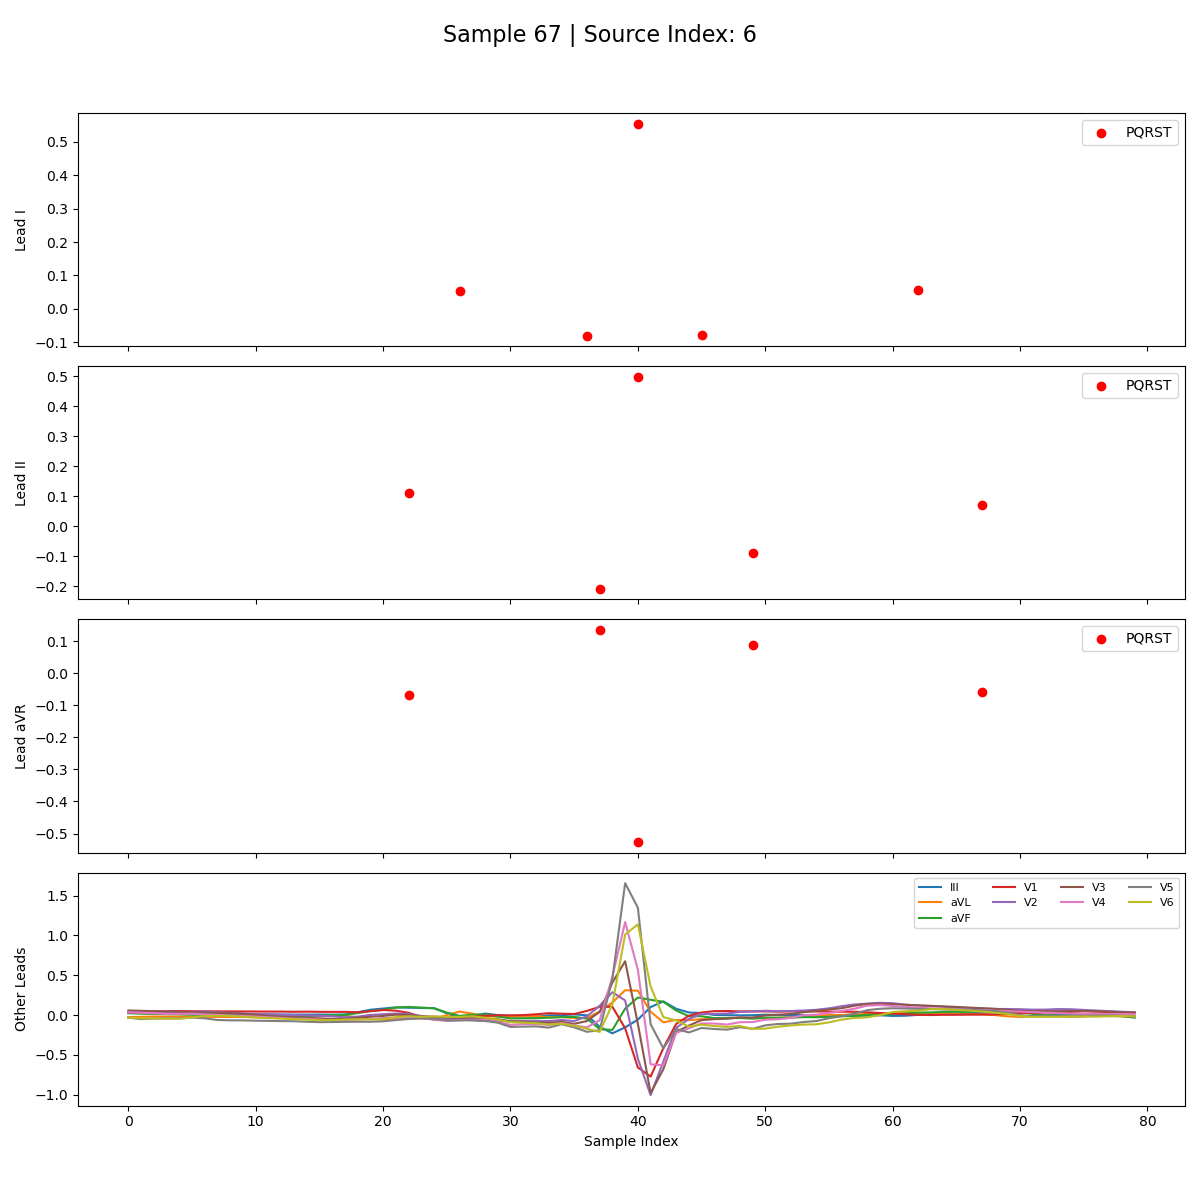 Sample 67 | Source Index: 6
0.5
0.4
0.3
0.2
0.1
0.0
−0.1
Lead I
PQRST
0.5
0.4
0.3
0.2
0.1
0.0
−0.1
−0.2
Lead II
PQRST
0.1
0.0
−0.1
−0.2
−0.3
−0.4
−0.5
Lead aVR
PQRST
1.5
1.0
0.5
0.0
−0.5
−1.0
Other Leads
III V1 V3 V5
aVL V2 V4 V6
aVF
0 10 20 30 40 50 60 70 80
Sample Index